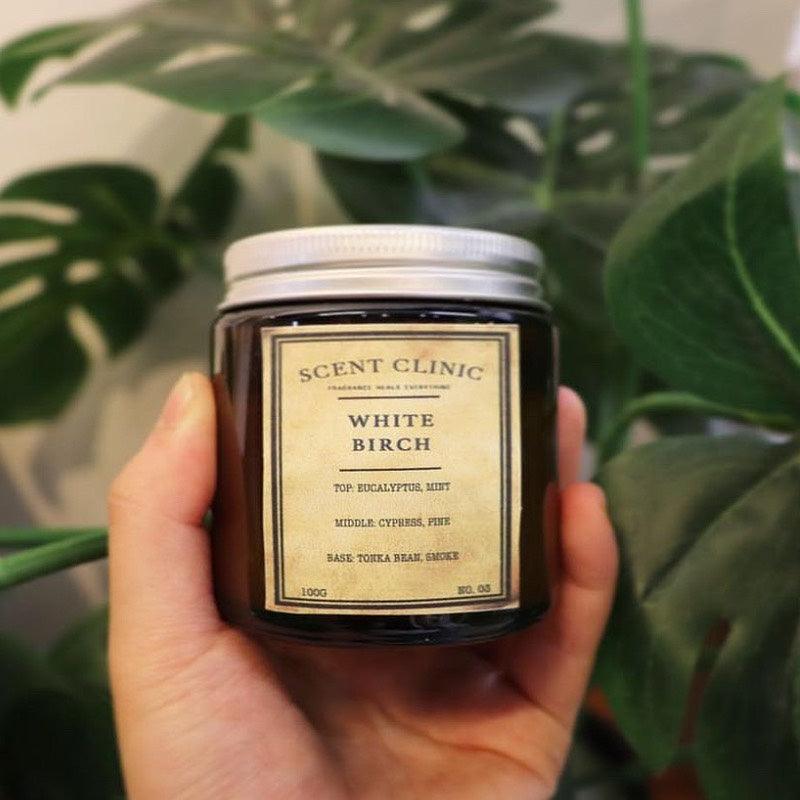 SCENT CLINIC
FRAGRANCE HEALS EVERYTHING
WHITE
BIRCH
TOP: EUCALYPTUS, MINT
MIDDLE: CYPRESS, PINE
BASE: TONKA BEAN, SMOKE
100G NO. 03